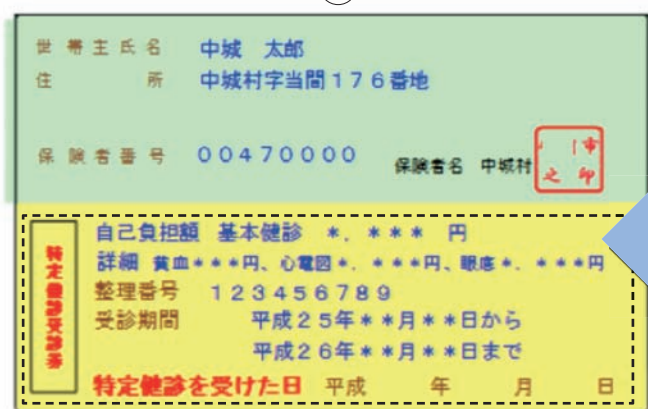 世帯主氏名 中城 太郎
住所 中城村字当間176番地
保険者番号 00470000 保険者名 中城村
之印
特定健診受診券
自己負担額 基本健診 *.*** 円
詳細 貧血***円、心電図*.***円、眼底*.***円
整理番号 123456789
受診期間 平成25年**月**日から
平成26年**月**日まで
特定健診を受けた日 平成 年 月 日